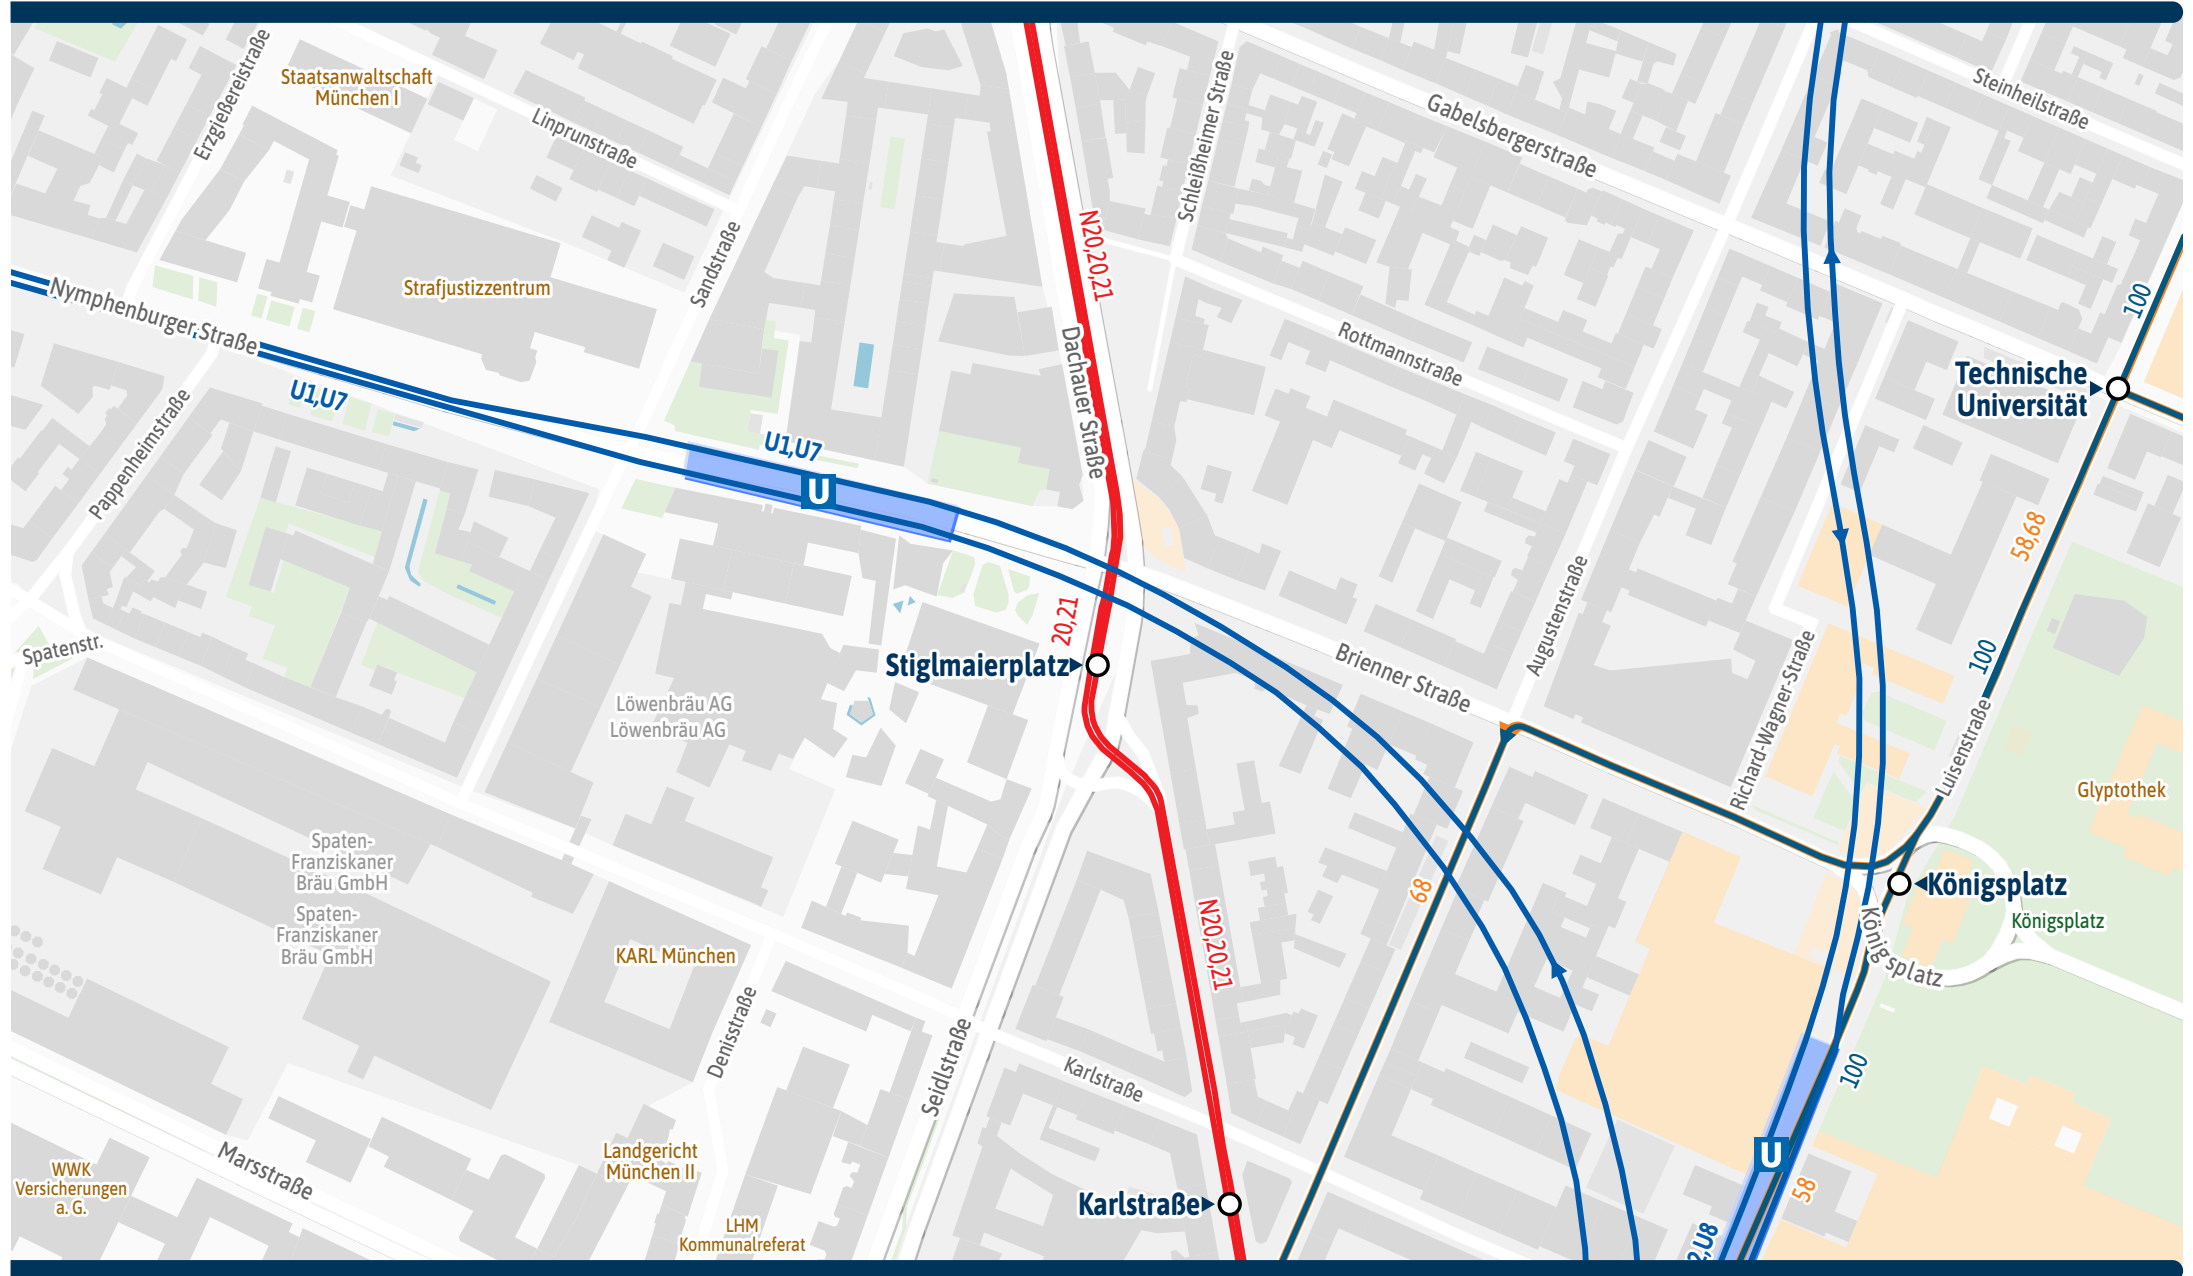 Erzgießereistraße
Staatsanwaltschaft
München I
Linprunstraße
Schleißheimer Straße
Gabelsbergerstraße
Steinheilstraße
Sandstraße
N20,20,21
Strafjustizzentrum
Nymphenburger Straße
100
Dachauer Straße
Rottmannstraße
Technische
Universität
U1,U7
U1,U7
U
Pappenheimstraße
58,68
20,21
Augustenstraße
Spatenstr.
Stiglmaierplatz
Brienner Straße
Richard-Wagner-Straße
100
Luisenstraße
Löwenbräu AG
Löwenbräu AG
Glyptothek
Spaten-
Franziskaner
Bräu GmbH
68
Königsplatz
Spaten-
Franziskaner
Bräu GmbH
Königsplatz
Königsplatz
KARL München
N20,20,21
Denisstraße
Seidlstraße
Karlstraße
100
Marsstraße
Landgericht
München II
U
WWK
Versicherungen
a. G.
58
Karlstraße
LHM
Kommunalreferat
2,U8